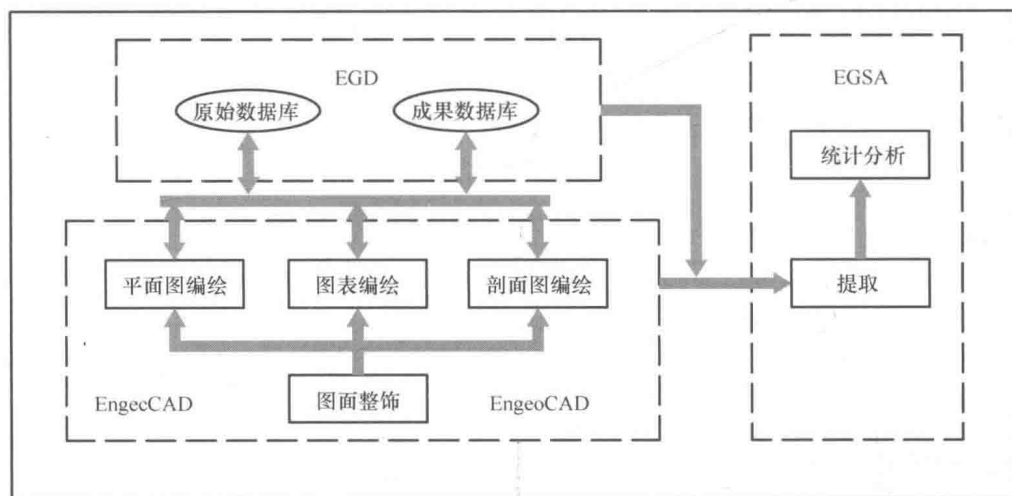 EGD
EGSA
原始数据库
成果数据库
统计分析
平面图编绘
图表编绘
剖面图编绘
提取
图面整饰
EngecCAD
EngeoCAD